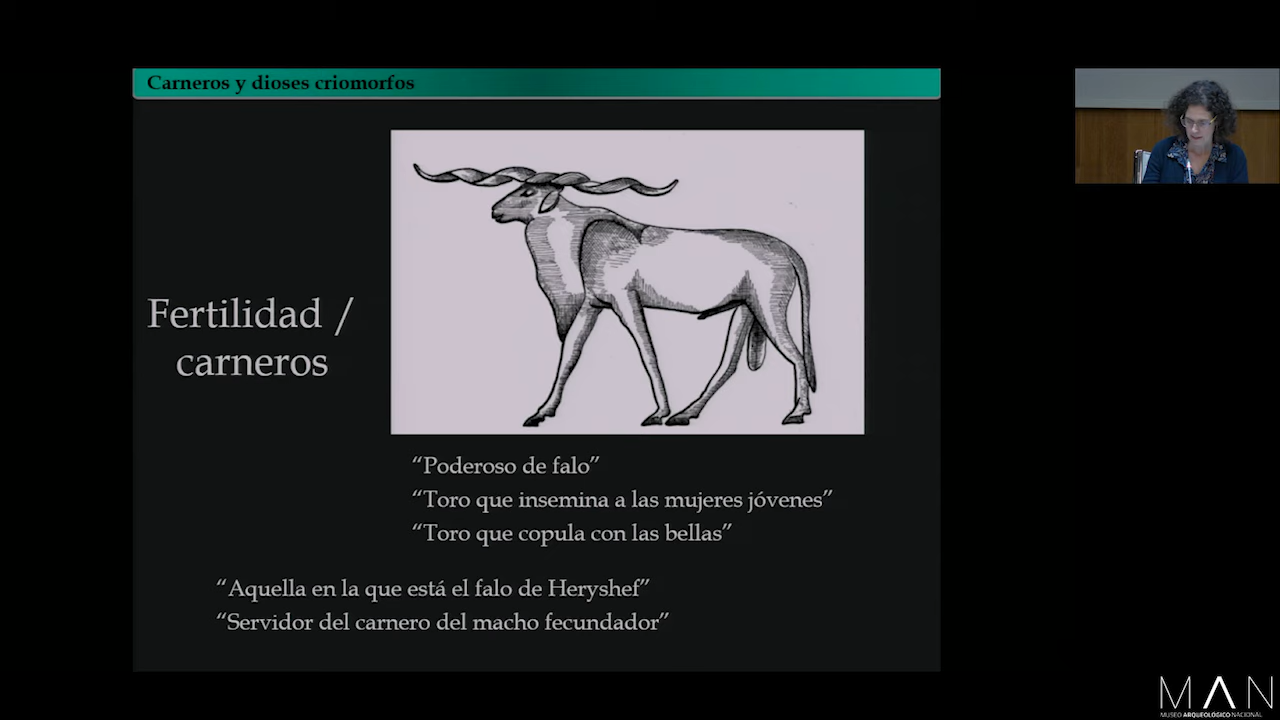 Carneros y dioses criomorfos
Fertilidad /
carneros
“Poderoso de falo”
“Toro que insemina a las mujeres jóvenes”
“Toro que copula con las bellas”
“Aquella en la que está el falo de Heryshef”
“Servidor del carnero del macho fecundador”
MAN
MUSEO ARQUEOLÓGICO NACIONAL